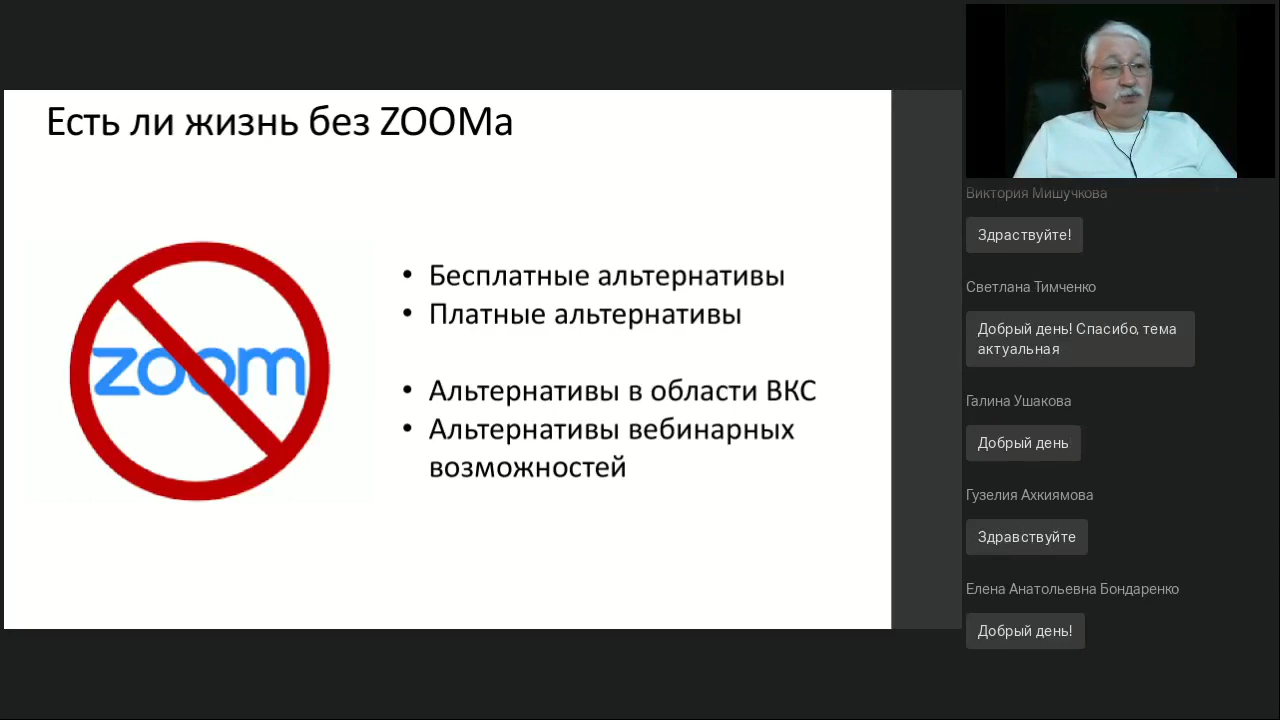 Есть ли жизнь без ZOOMа
zoom
• Бесплатные альтернативы
• Платные альтернативы
• Альтернативы в области ВКС
• Альтернативы вебинарных
возможностей
Виктория Мишучкова
Здраствуйте!
Светлана Тимченко
Добрый день! Спасибо, тема
актуальная
Галина Ушакова
Добрый день
Гузелия Ахкиямова
Здравствуйте
Елена Анатольевна Бондаренко
Добрый день!